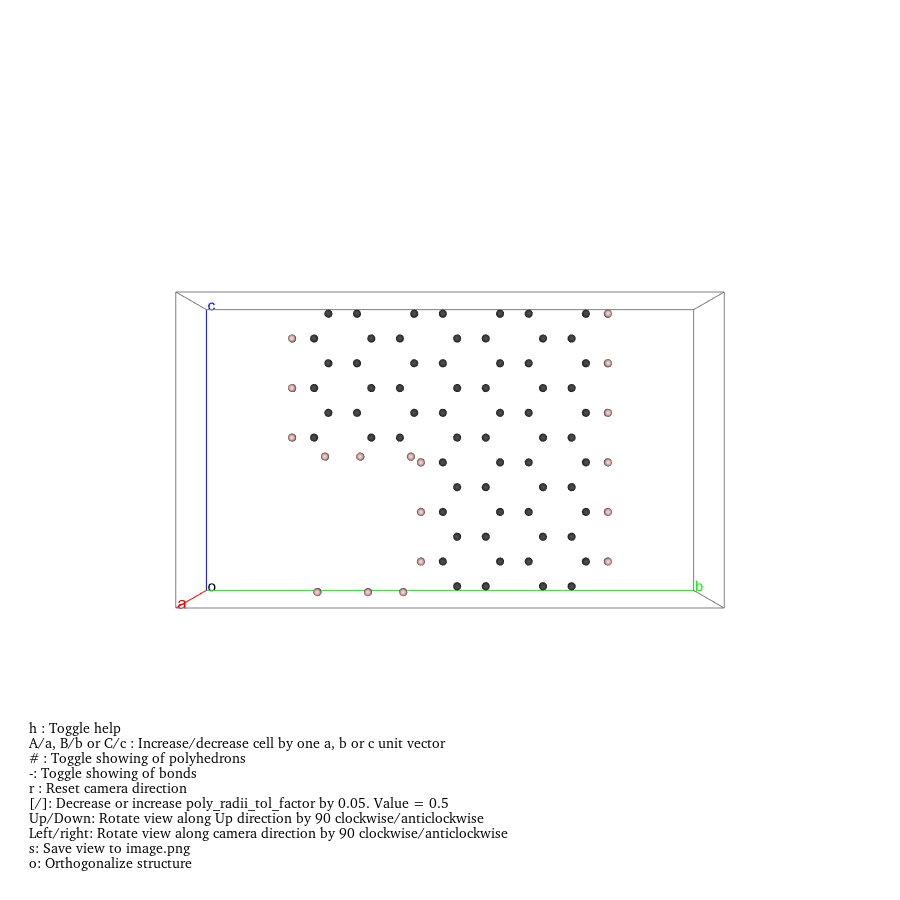 c
o
b
a
h : Toggle help
A/a, B/b or C/c : Increase/decrease cell by one a, b or c unit vector
# : Toggle showing of polyhedrons
-: Toggle showing of bonds
r : Reset camera direction
[/]: Decrease or increase poly_radii_tol_factor by 0.05. Value = 0.5
Up/Down: Rotate view along Up direction by 90 clockwise/anticlockwise
Left/right: Rotate view along camera direction by 90 clockwise/anticlockwise
s: Save view to image.png
o: Orthogonalize structure